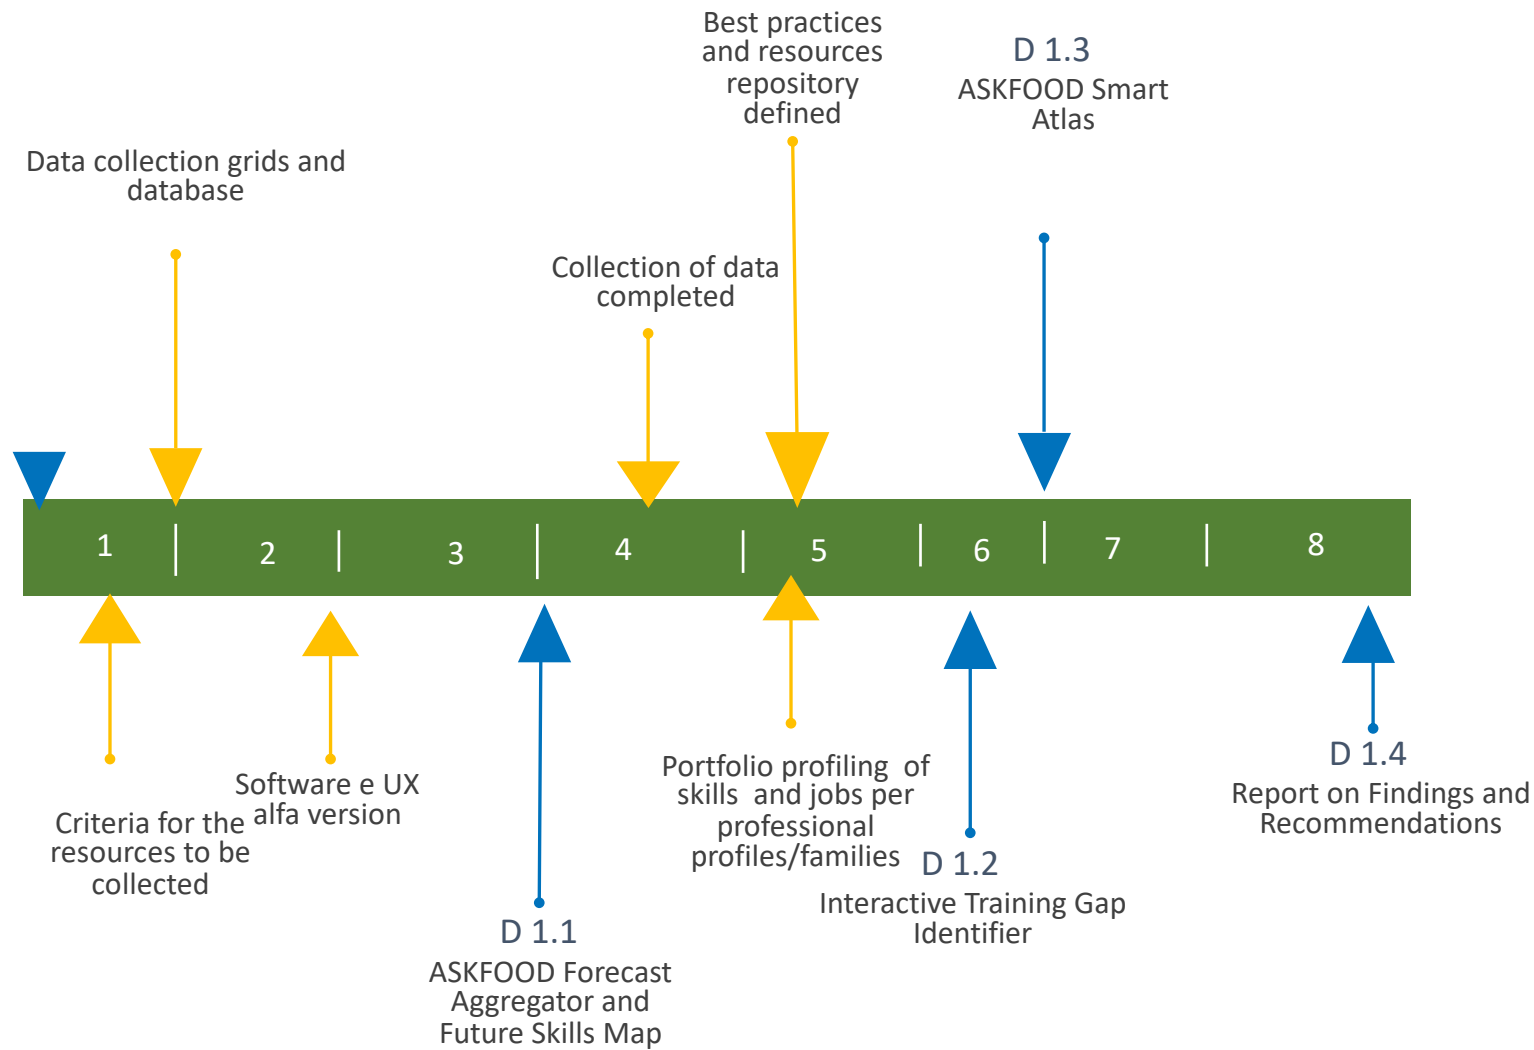 Best practices
and resources
repository
defined
D 1.3
ASKFOOD Smart
Atlas
Data collection grids and
database
Collection of data
completed
1
2
3
4
5
6
7
8
Criteria for the
resources to be
collected
Software e UX
alfa version
D 1.1
ASKFOOD Forecast
Aggregator and
Future Skills Map
Portfolio profiling of
skills and jobs per
professional
profiles/families
D 1.2
Interactive Training Gap
Identifier
D 1.4
Report on Findings and
Recommendations